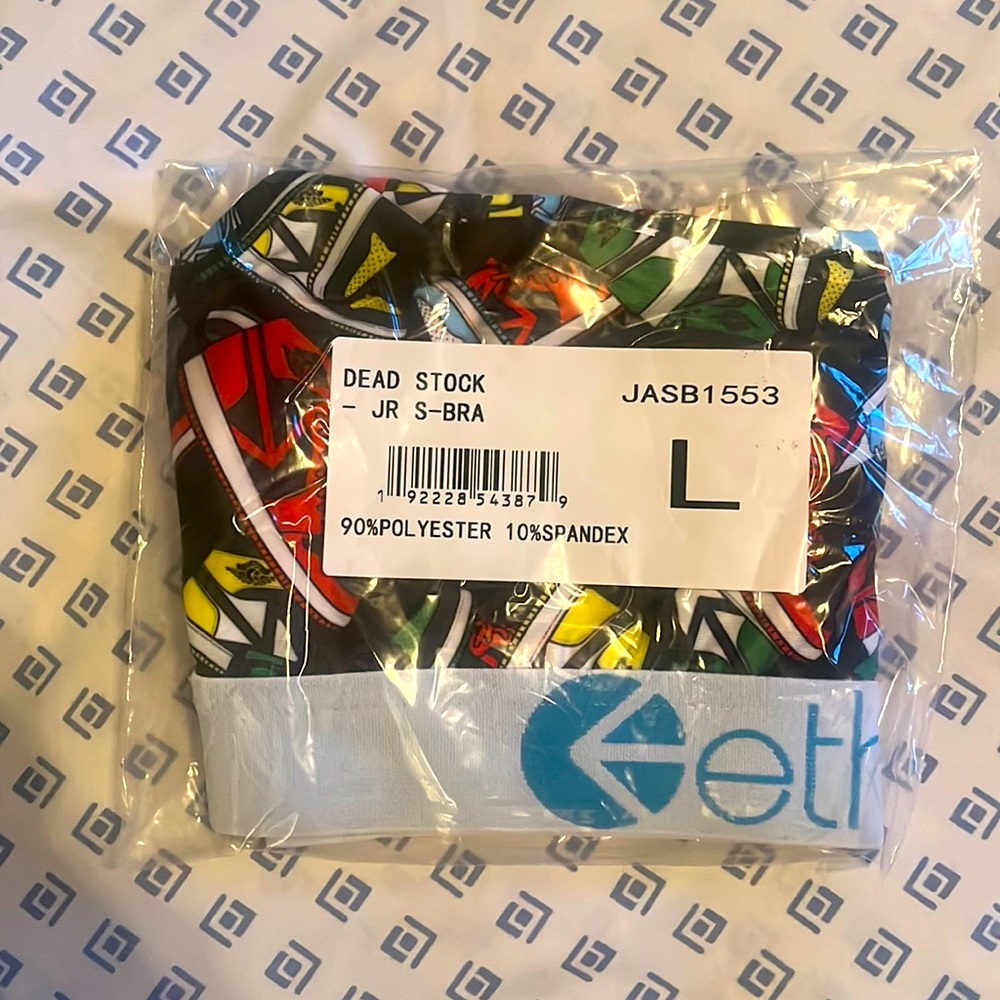 DEAD STOCK
- JR S-BRA
JASB1553
L
1 92228 54387 9
90%POLYESTER 10%SPANDEX
eth